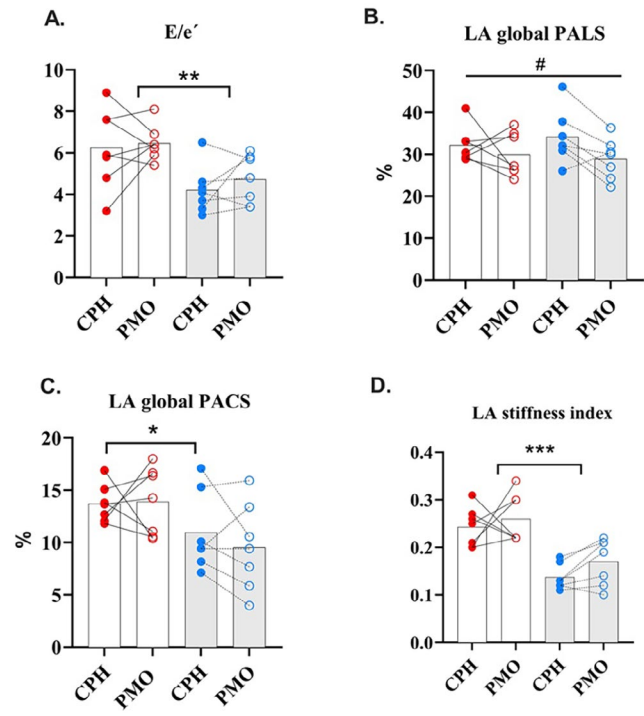 A.
E/e´
**
10
8
6
4
2
0
CPH
PMO
CPH
PMO
B.
LA global PALS
#
%
50
40
30
20
10
0
CPH
PMO
CPH
PMO
C.
LA global PACS
*
%
20
15
10
5
0
CPH
PMO
CPH
PMO
D.
LA stiffness index
***
0.4
0.3
0.2
0.1
0.0
CPH
PMO
CPH
PMO